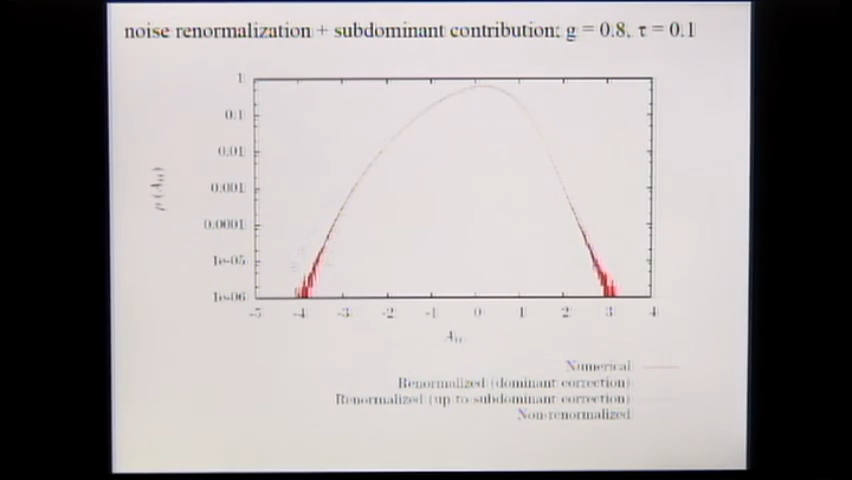 noise renormalization + subdominant contribution: g = 0.8, τ = 0.1
1
0.1
0.01
0.001
0.0001
1e-05
1e-06
-5 -4 -3 -2 -1 0 1 2 3 4
Numerical
Renormalized (dominant correction)
Renormalized (up to subdominant correction)
Non-renormalized